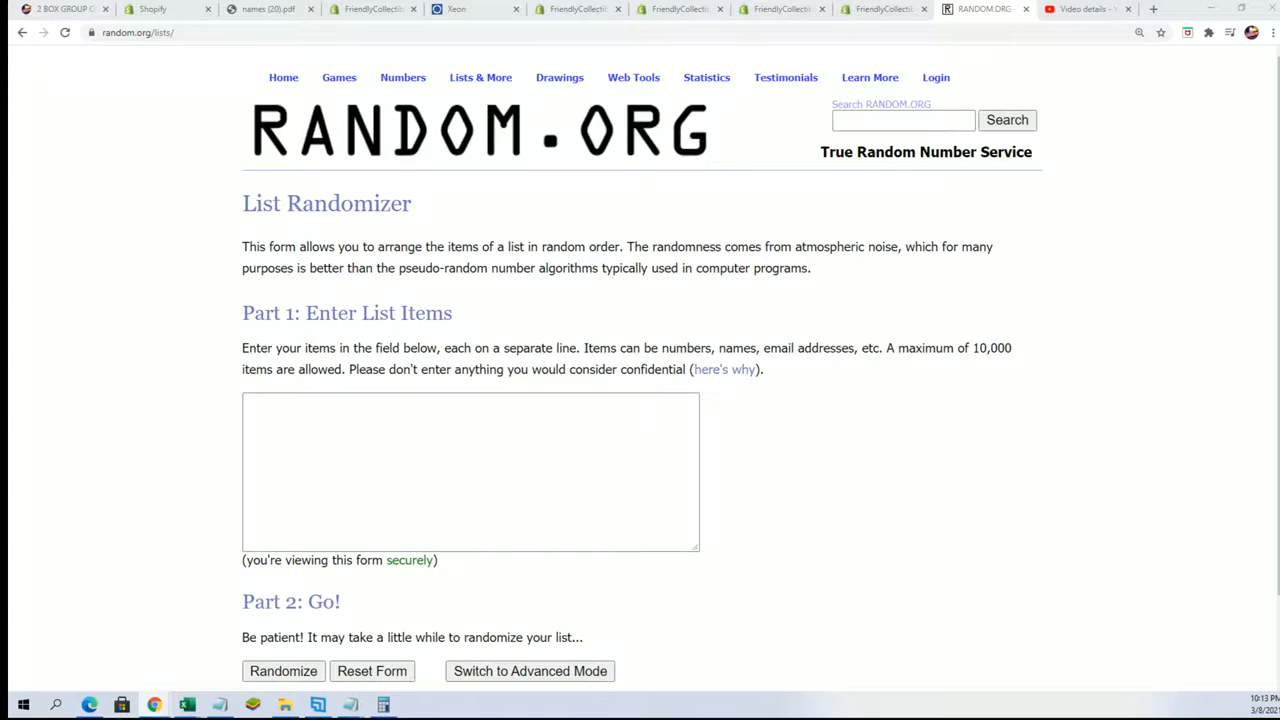 2 BOX GROUP O
Shopify
names (20).pdf
FriendlyCollectib
Xeon
FriendlyCollectib
FriendlyCollectib
FriendlyCollectib
FriendlyCollectib
RANDOM.ORG
Video details - Y
random.org/lists/
Home Games Numbers Lists & More Drawings Web Tools Statistics Testimonials Learn More Login
RANDOM.ORG
Search RANDOM.ORG
Search
True Random Number Service
List Randomizer
This form allows you to arrange the items of a list in random order. The randomness comes from atmospheric noise, which for many
purposes is better than the pseudo-random number algorithms typically used in computer programs.
Part 1: Enter List Items
Enter your items in the field below, each on a separate line. Items can be numbers, names, email addresses, etc. A maximum of 10,000
items are allowed. Please don't enter anything you would consider confidential (here's why).
(you're viewing this form securely)
Part 2: Go!
Be patient! It may take a little while to randomize your list...
Randomize Reset Form Switch to Advanced Mode
10:13 PM
3/8/2021